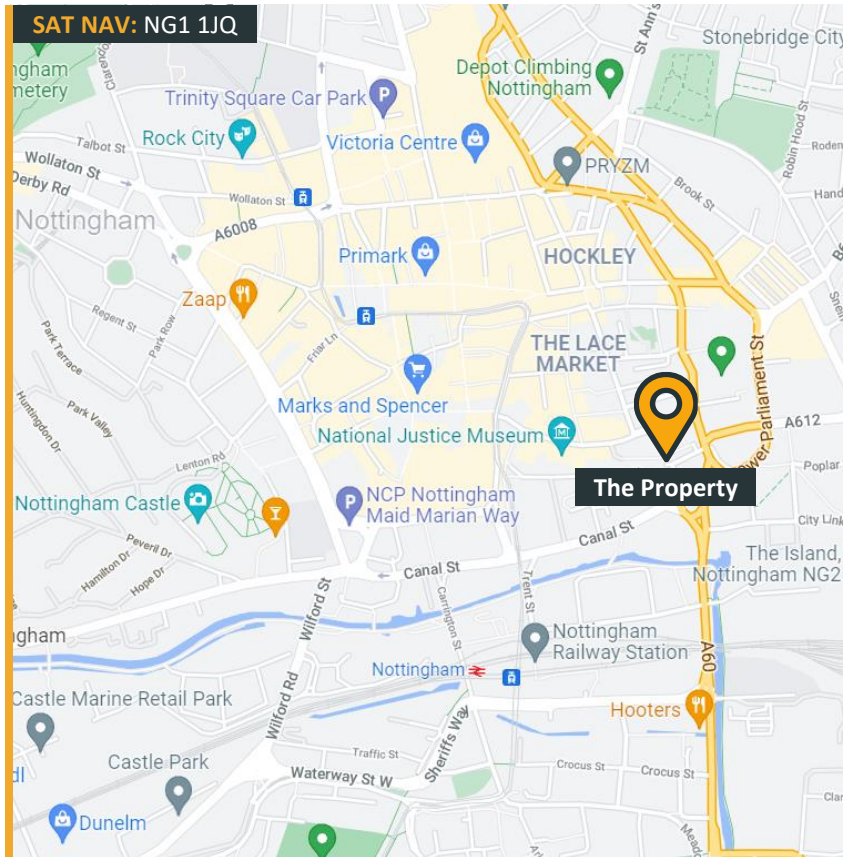 SAT NAV: NG1 1JQ
Stonebridge City
St Ann's
Depot Climbing
Nottingham
Trinity Square Car Park
Rock City
Victoria Centre
Talbot St
Wollaton St
Derby Rd
PRYZM
Robin Hood St
Brook St
Wollaton St
Nottingham
A6008
Primark
HOCKLEY
Zaap
Regent St
Park Row
Park Terrace
Friar Ln
THE LACE
MARKET
Huntingdon Dr
Park Valley
Marks and Spencer
National Justice Museum
A612
Lower Parliament St
Lenton Rd
The Property
Poplar
Nottingham Castle
NCP Nottingham
Maid Marian Way
City Link
Canal St
Peveril Dr
Hamilton Dr
Hope Dr
Canal St
The Island,
Nottingham NG2
Wilford St
Carrington St
Trent St
Nottingham
Railway Station
A60
Nottingham
Castle Marine Retail Park
Wilford Rd
Hooters
Sheriffs Way
Traffic St
Castle Park
Waterway St W
Crocus St
Crocus St
Dunelm